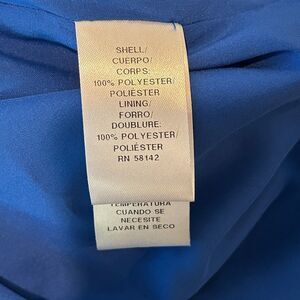 SHELL/
CUERPO/
CORPS:
100% POLYESTER/
POLIÉSTER
LINING/
FORRO/
DOUBLURE:
100% POLYESTER/
POLIÉSTER
RN 58142
TEMPERATURA
CUANDO SE
NECESITE
LAVAR EN SECO